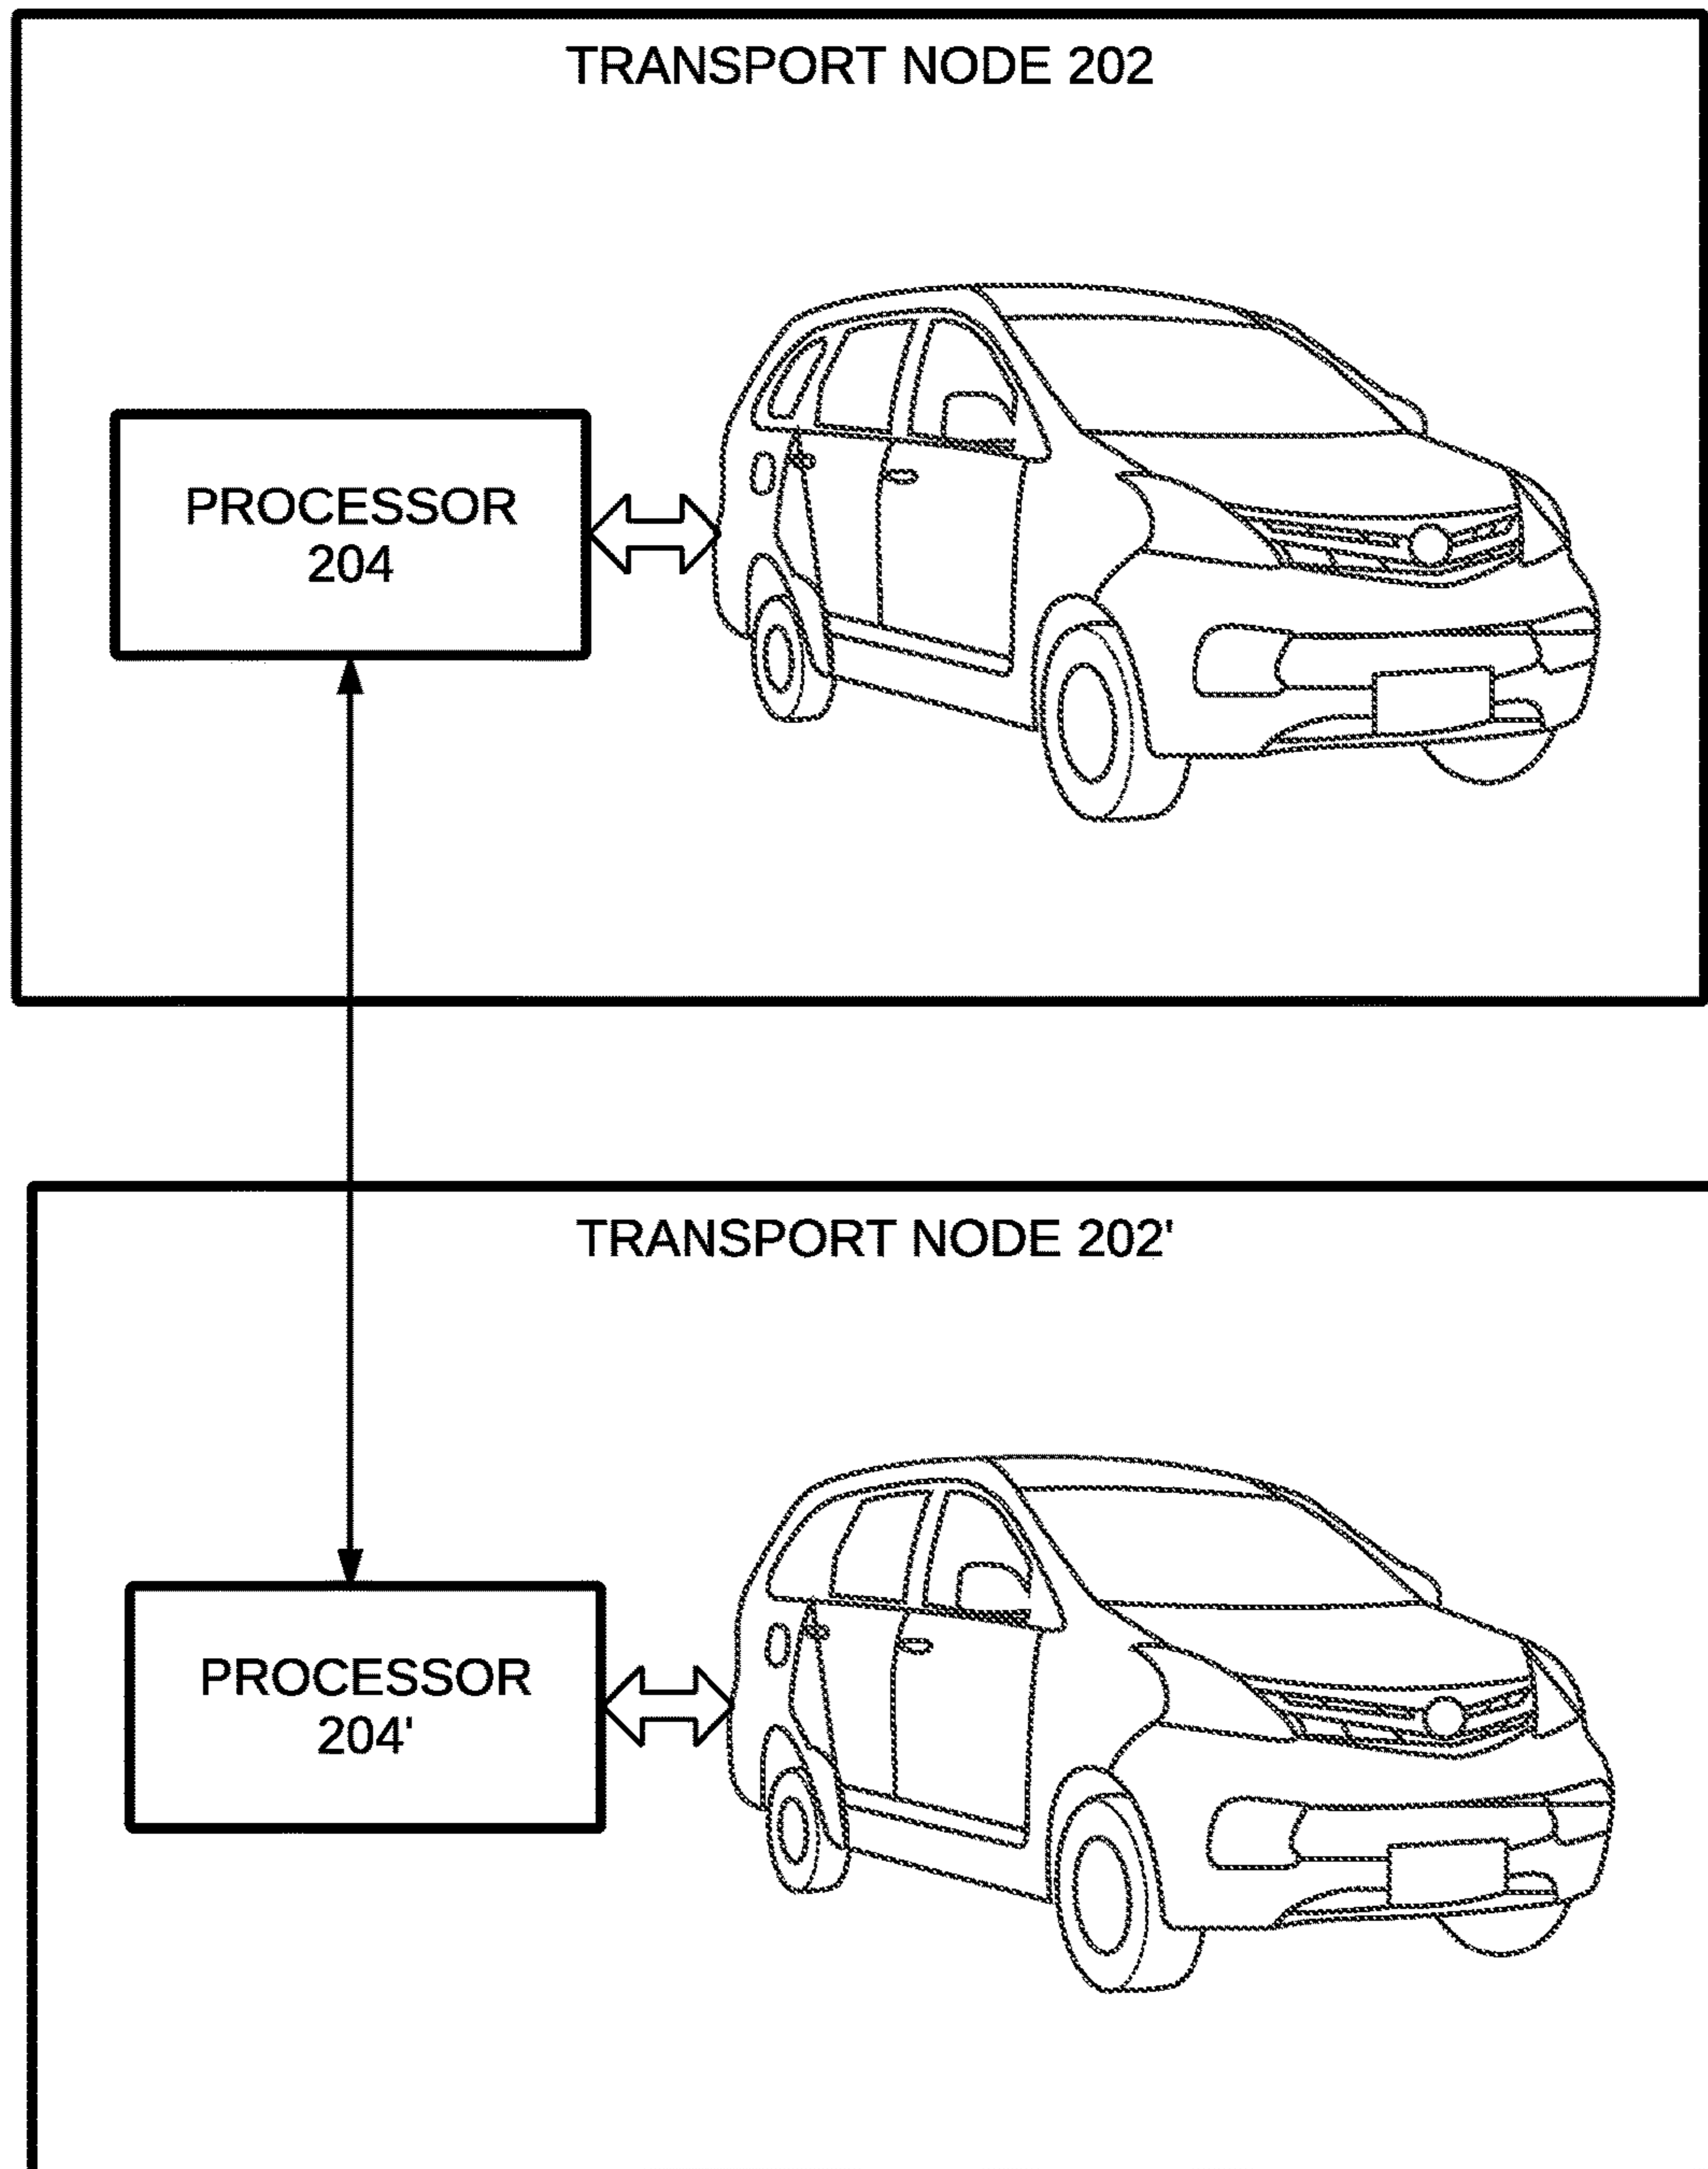 TRANSPORT NODE 202
PROCESSOR
204
TRANSPORT NODE 202'
PROCESSOR
204'